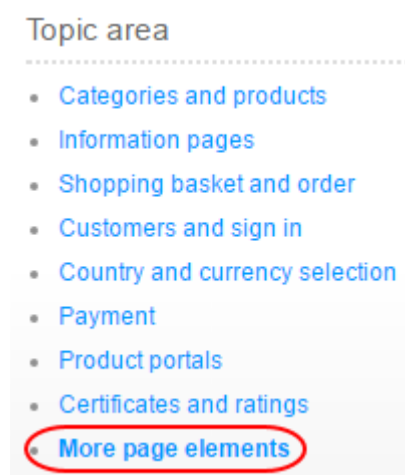 Topic area
Categories and products
Information pages
Shopping basket and order
Customers and sign in
Country and currency selection
Payment
Product portals
Certificates and ratings
More page elements